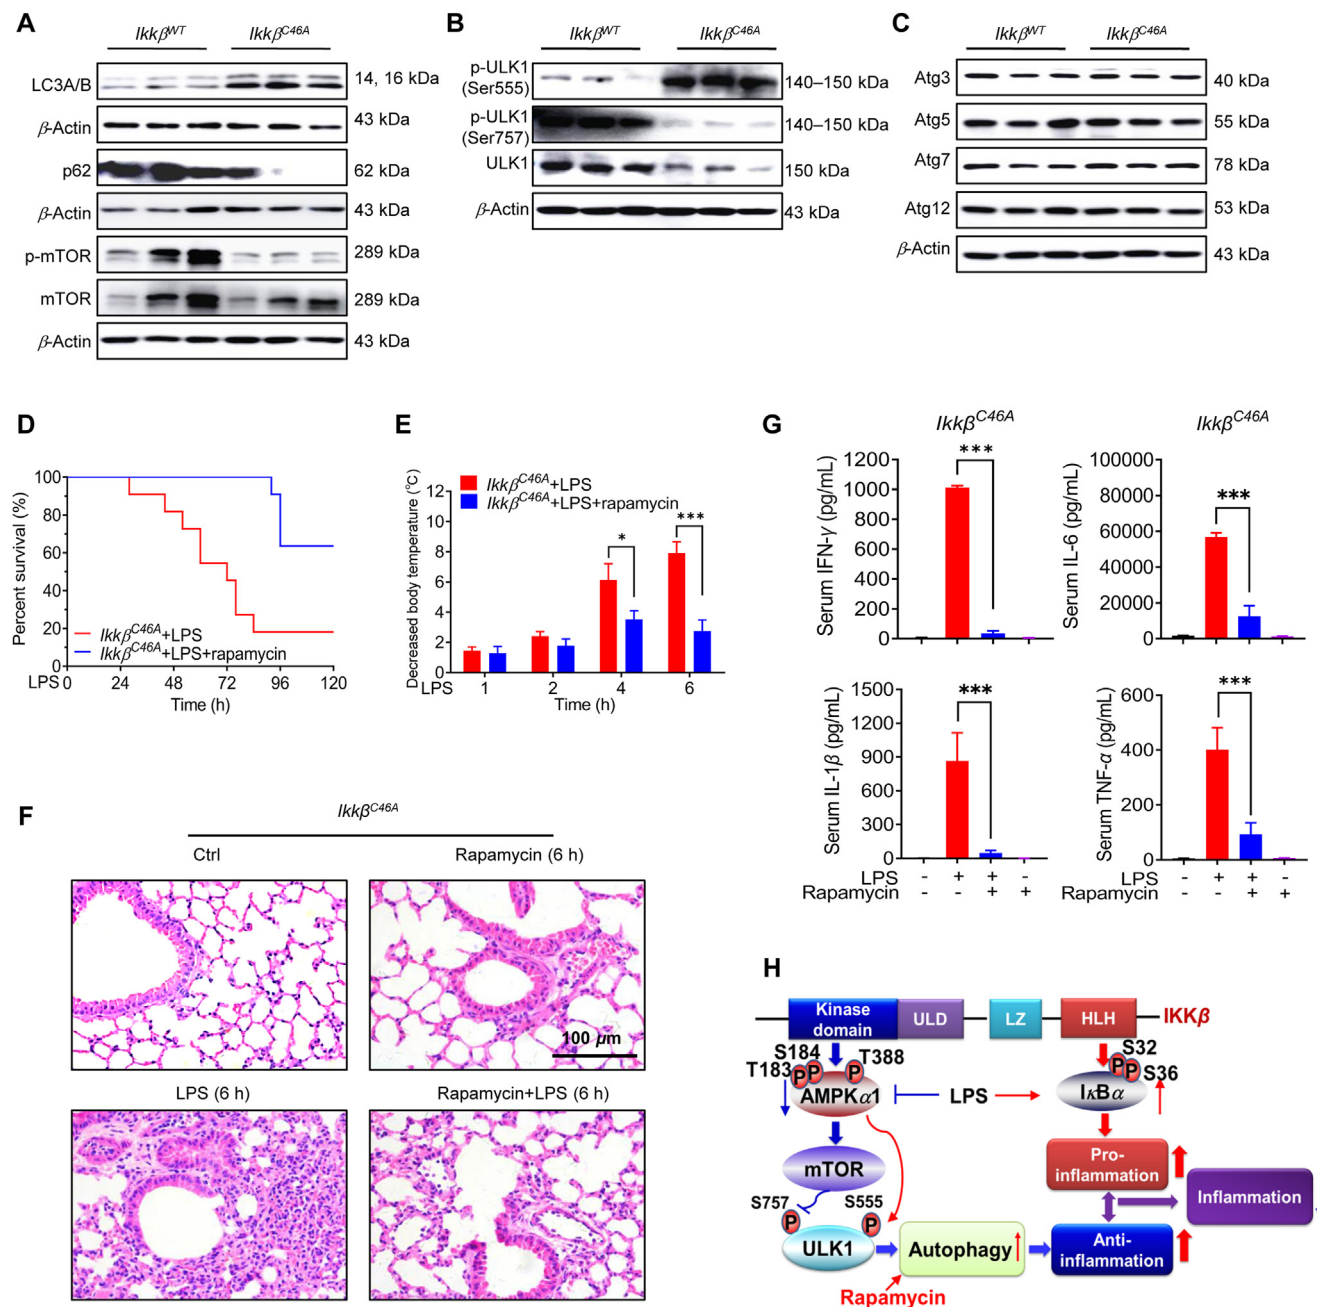 A
IkkβWT IkkβC46A
LC3A/B 14, 16 kDa
β-Actin 43 kDa
p62 62 kDa
β-Actin 43 kDa
p-mTOR 289 kDa
mTOR 289 kDa
β-Actin 43 kDa
B
IkkβWT IkkβC46A
p-ULK1
(Ser555) 140–150 kDa
p-ULK1
(Ser757) 140–150 kDa
ULK1 150 kDa
β-Actin 43 kDa
C
IkkβWT IkkβC46A
Atg3 40 kDa
Atg5 55 kDa
Atg7 78 kDa
Atg12 53 kDa
β-Actin 43 kDa
D
Percent survival (%)
100
80
60
40
20
0
IkkβC46A+LPS
IkkβC46A+LPS+rapamycin
LPS 0 24 48 72 96 120
Time (h)
E
Decreased body temperature (°C)
IkkβC46A+LPS
IkkβC46A+LPS+rapamycin
12
10
8
6
4
2
0
* ***
LPS 1 2 4 6
Time (h)
F
IkkβC46A
Ctrl Rapamycin (6 h)
100 μm
LPS (6 h) Rapamycin+LPS (6 h)
G
IkkβC46A
Serum IFN-γ (pg/mL)
1200
1000
800
600
400
200
0
***
IkkβC46A
Serum IL-6 (pg/mL)
100000
80000
60000
40000
20000
0
***
Serum IL-1β (pg/mL)
1500
1200
900
600
300
0
***
Serum TNF-α (pg/mL)
600
400
200
0
***
LPS - + + - - + + -
Rapamycin - - + + - - + +
H
Kinase
domain ULD LZ HLH IKKβ
S184 T388 S32
T183 P P P P P S36
AMPKα1 LPS IκBα
mTOR
Pro-
inflammation
S757 S555
P P
Inflammation
ULK1 Autophagy
Anti-
inflammation
Rapamycin